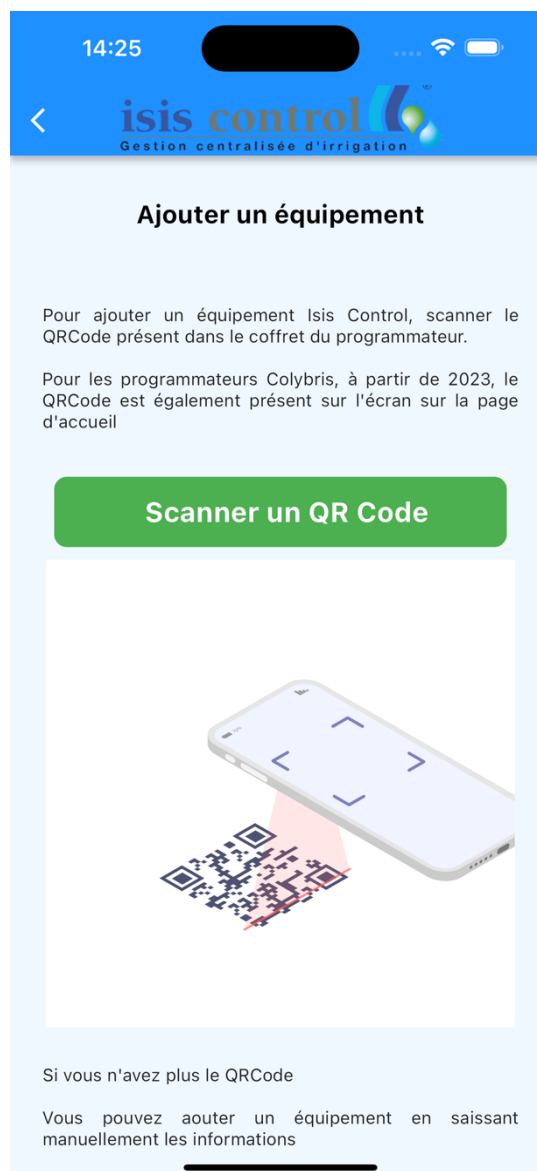 14:25
isis control ®
Gestion centralisée d'irrigation
Ajouter un équipement
Pour ajouter un équipement Isis Control, scanner le
QRCode présent dans le coffret du programmateur.
Pour les programmateurs Colybris, à partir de 2023, le
QRCode est également présent sur l'écran sur la page
d'accueil
Scanner un QR Code
Si vous n'avez plus le QRCode
Vous pouvez aouter un équipement en saissant
manuellement les informations